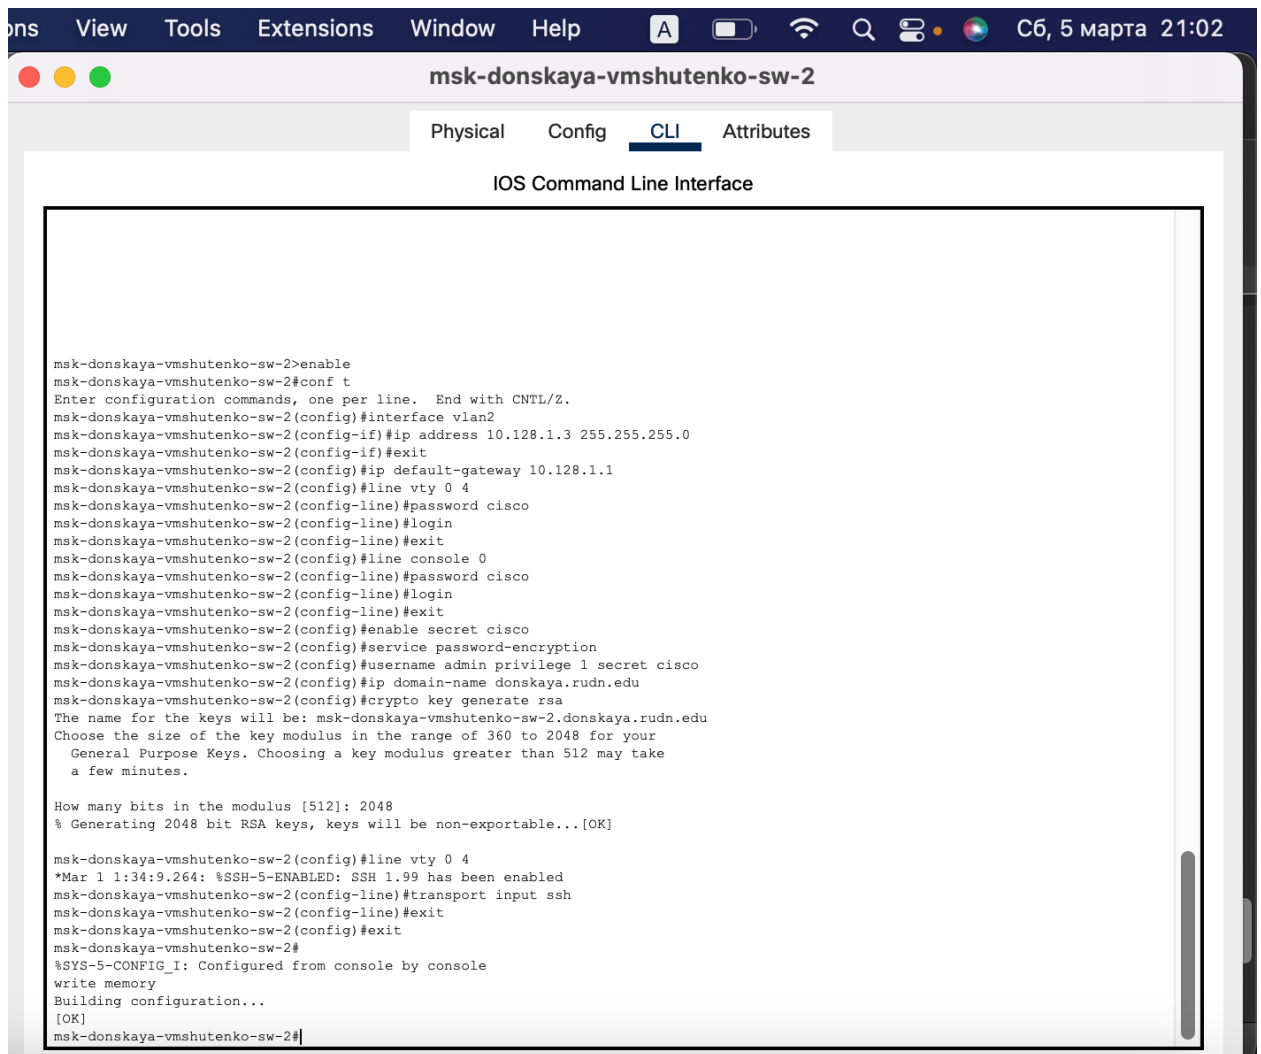 ons View Tools Extensions Window Help A Сб, 5 марта 21:02
msk-donskaya-vmshutenko-sw-2
Physical Config CLI Attributes
IOS Command Line Interface
msk-donskaya-vmshutenko-sw-2>enable
msk-donskaya-vmshutenko-sw-2#conf t
Enter configuration commands, one per line.  End with CNTL/Z.
msk-donskaya-vmshutenko-sw-2(config)#interface vlan2
msk-donskaya-vmshutenko-sw-2(config-if)#ip address 10.128.1.3 255.255.255.0
msk-donskaya-vmshutenko-sw-2(config-if)#exit
msk-donskaya-vmshutenko-sw-2(config)#ip default-gateway 10.128.1.1
msk-donskaya-vmshutenko-sw-2(config)#line vty 0 4
msk-donskaya-vmshutenko-sw-2(config-line)#password cisco
msk-donskaya-vmshutenko-sw-2(config-line)#login
msk-donskaya-vmshutenko-sw-2(config-line)#exit
msk-donskaya-vmshutenko-sw-2(config)#line console 0
msk-donskaya-vmshutenko-sw-2(config-line)#password cisco
msk-donskaya-vmshutenko-sw-2(config-line)#login
msk-donskaya-vmshutenko-sw-2(config-line)#exit
msk-donskaya-vmshutenko-sw-2(config)#enable secret cisco
msk-donskaya-vmshutenko-sw-2(config)#service password-encryption
msk-donskaya-vmshutenko-sw-2(config)#username admin privilege 1 secret cisco
msk-donskaya-vmshutenko-sw-2(config)#ip domain-name donskaya.rudn.edu
msk-donskaya-vmshutenko-sw-2(config)#crypto key generate rsa
The name for the keys will be: msk-donskaya-vmshutenko-sw-2.donskaya.rudn.edu
Choose the size of the key modulus in the range of 360 to 2048 for your
  General Purpose Keys. Choosing a key modulus greater than 512 may take
  a few minutes.
How many bits in the modulus [512]: 2048
% Generating 2048 bit RSA keys, keys will be non-exportable...[OK]
msk-donskaya-vmshutenko-sw-2(config)#line vty 0 4
*Mar 1 1:34:9.264: %SSH-5-ENABLED: SSH 1.99 has been enabled
msk-donskaya-vmshutenko-sw-2(config-line)#transport input ssh
msk-donskaya-vmshutenko-sw-2(config-line)#exit
msk-donskaya-vmshutenko-sw-2(config)#exit
msk-donskaya-vmshutenko-sw-2#
%SYS-5-CONFIG_I: Configured from console by console
write memory
Building configuration...
[OK]
msk-donskaya-vmshutenko-sw-2#